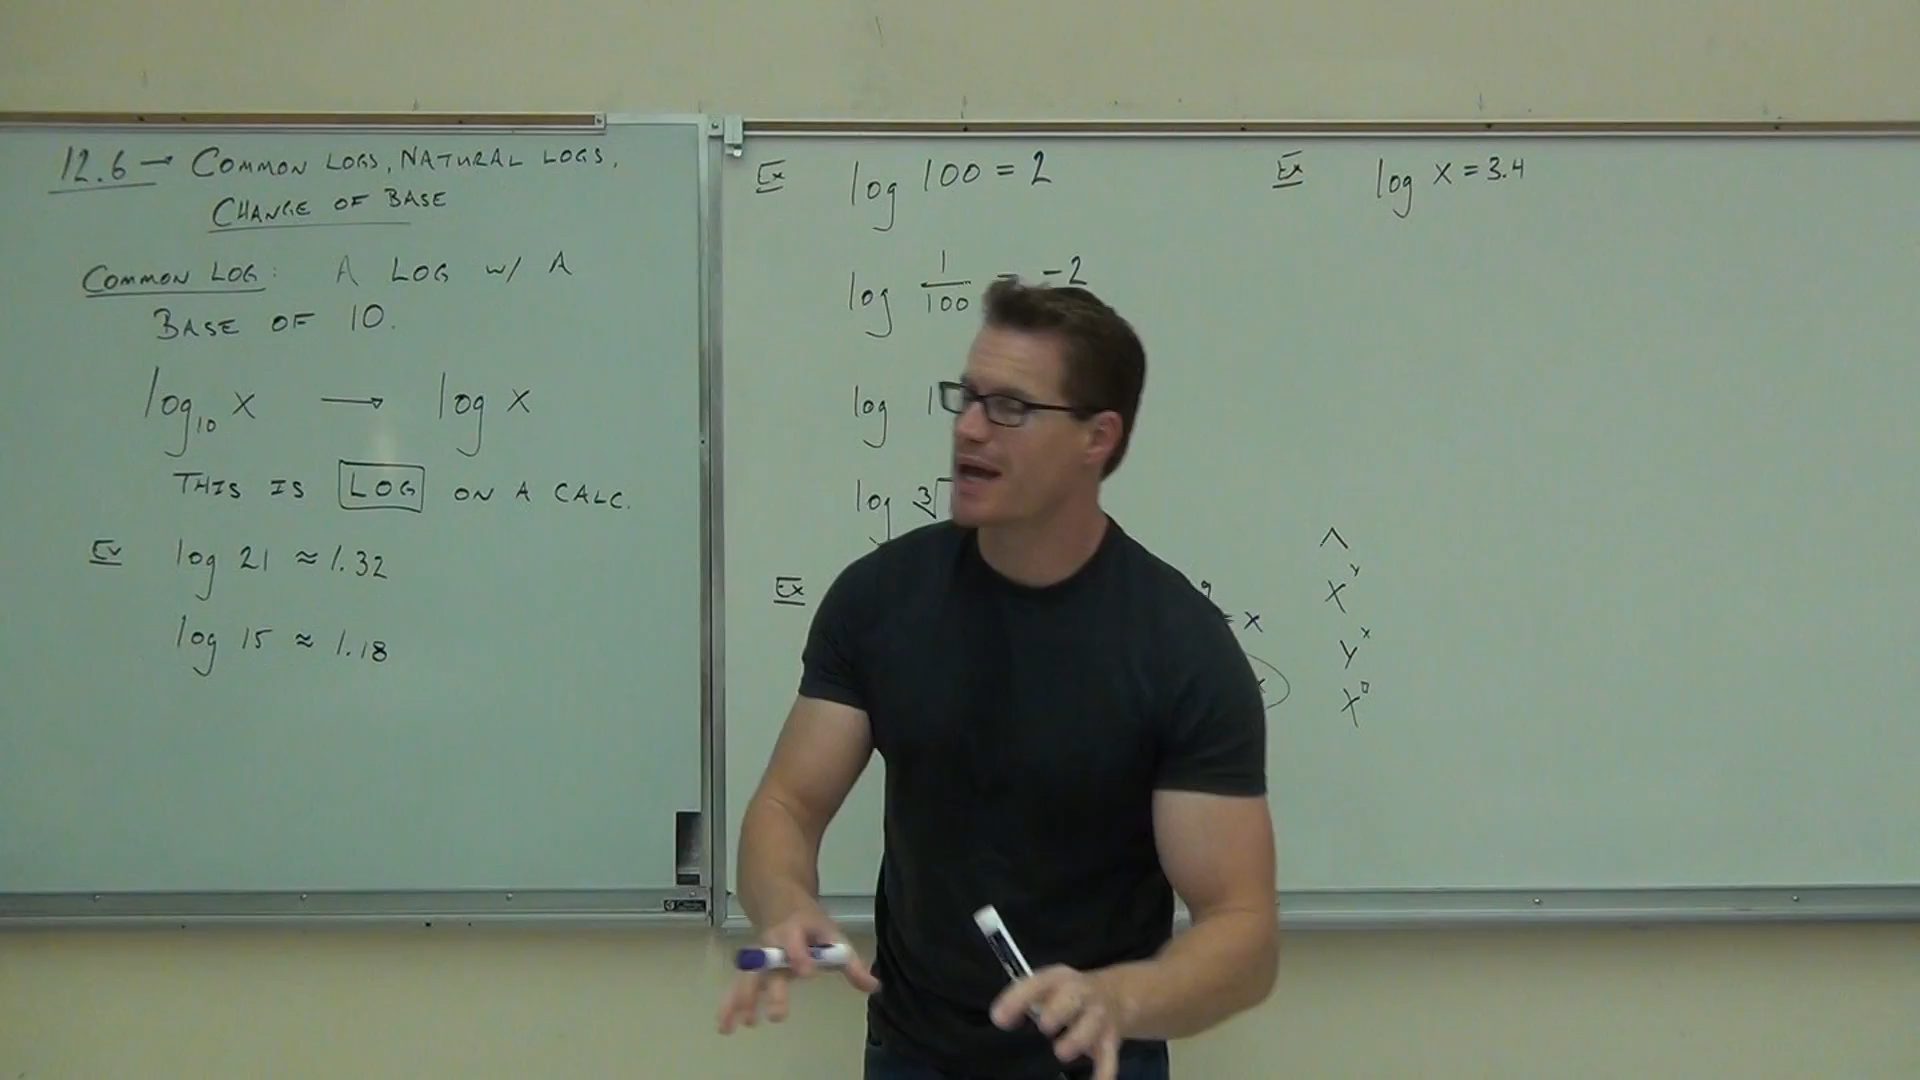 12.6 → COMMON LOGS, NATURAL LOGS,
CHANGE OF BASE
COMMON LOG: A LOG W/ A
BASE OF 10.
log₁₀ x → log x
THIS IS LOG ON A CALC.
Ex log 21 ≈ 1.32
log 15 ≈ 1.18
Ex log 100 = 2
log 1/100 = -2
log 1
log ∛
Ex
= x
Ex log x = 3.4
^
x^y
y^x
x^□